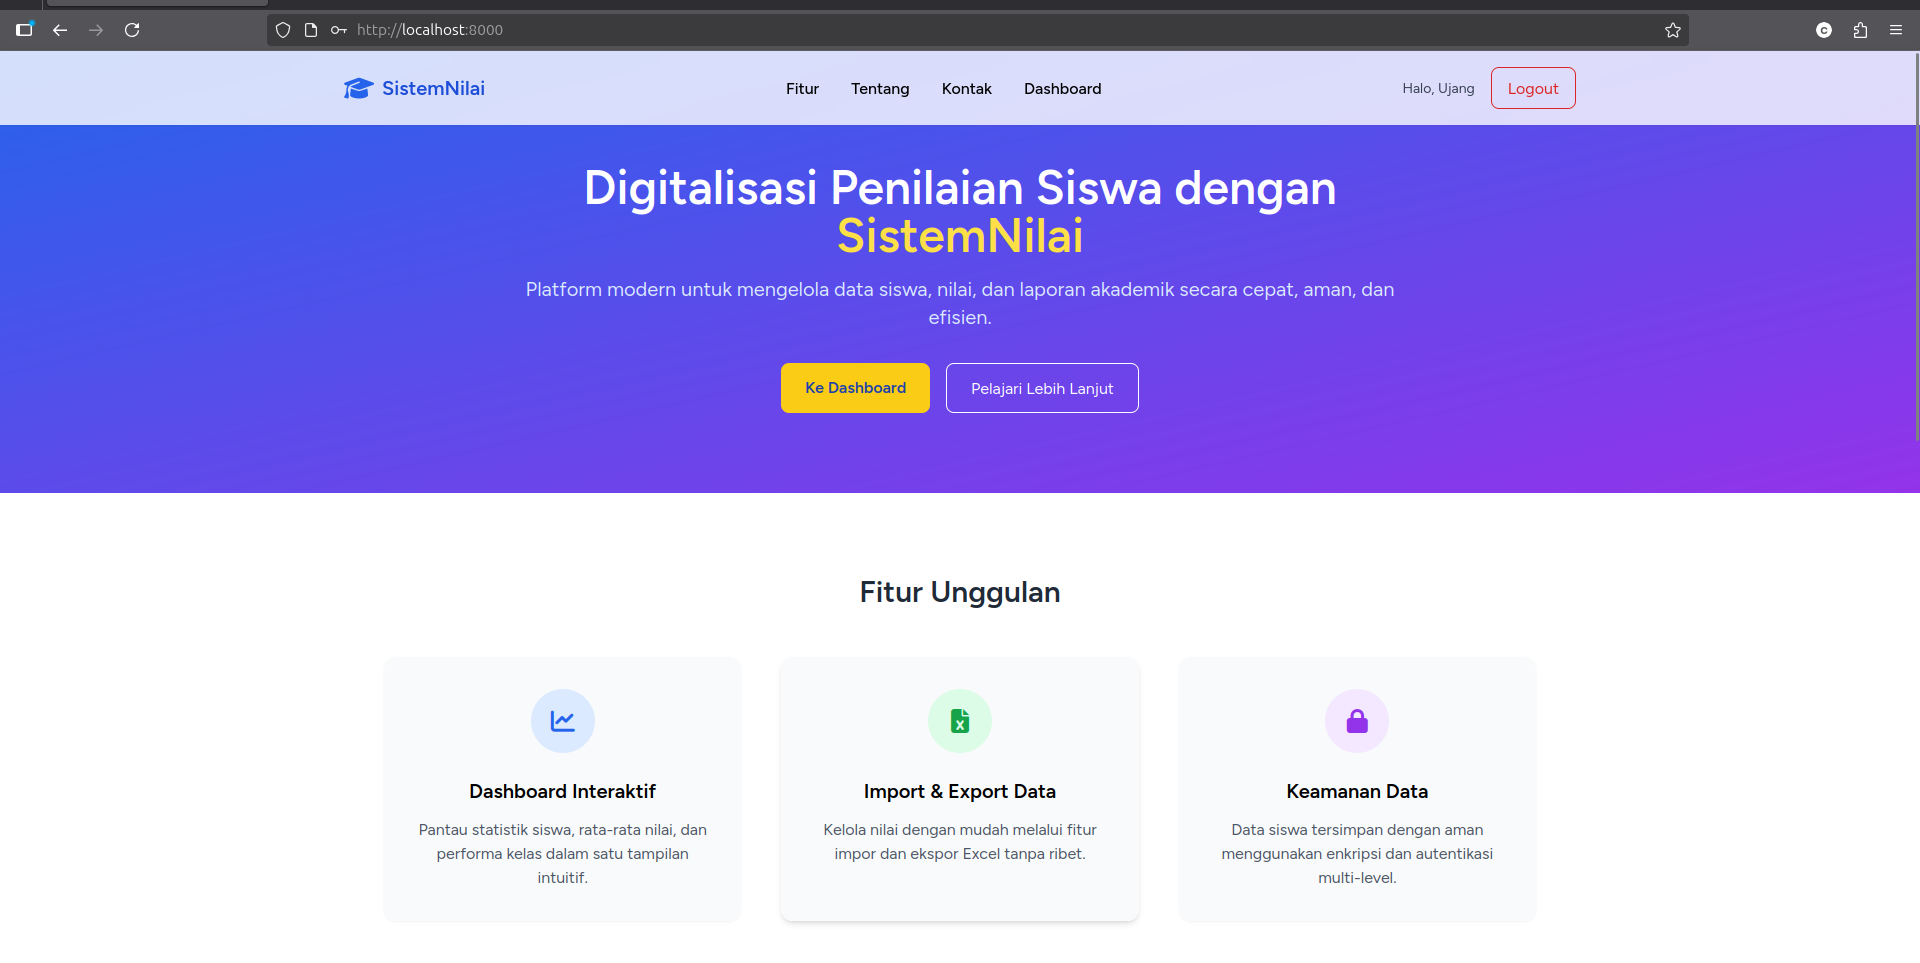 http://localhost:8000
SistemNilai
Fitur
Tentang
Kontak
Dashboard
Halo, Ujang
Logout
Digitalisasi Penilaian Siswa dengan
SistemNilai
Platform modern untuk mengelola data siswa, nilai, dan laporan akademik secara cepat, aman, dan
efisien.
Ke Dashboard
Pelajari Lebih Lanjut
Fitur Unggulan
Dashboard Interaktif
Pantau statistik siswa, rata-rata nilai, dan
performa kelas dalam satu tampilan
intuitif.
Import & Export Data
Kelola nilai dengan mudah melalui fitur
impor dan ekspor Excel tanpa ribet.
Keamanan Data
Data siswa tersimpan dengan aman
menggunakan enkripsi dan autentikasi
multi-level.